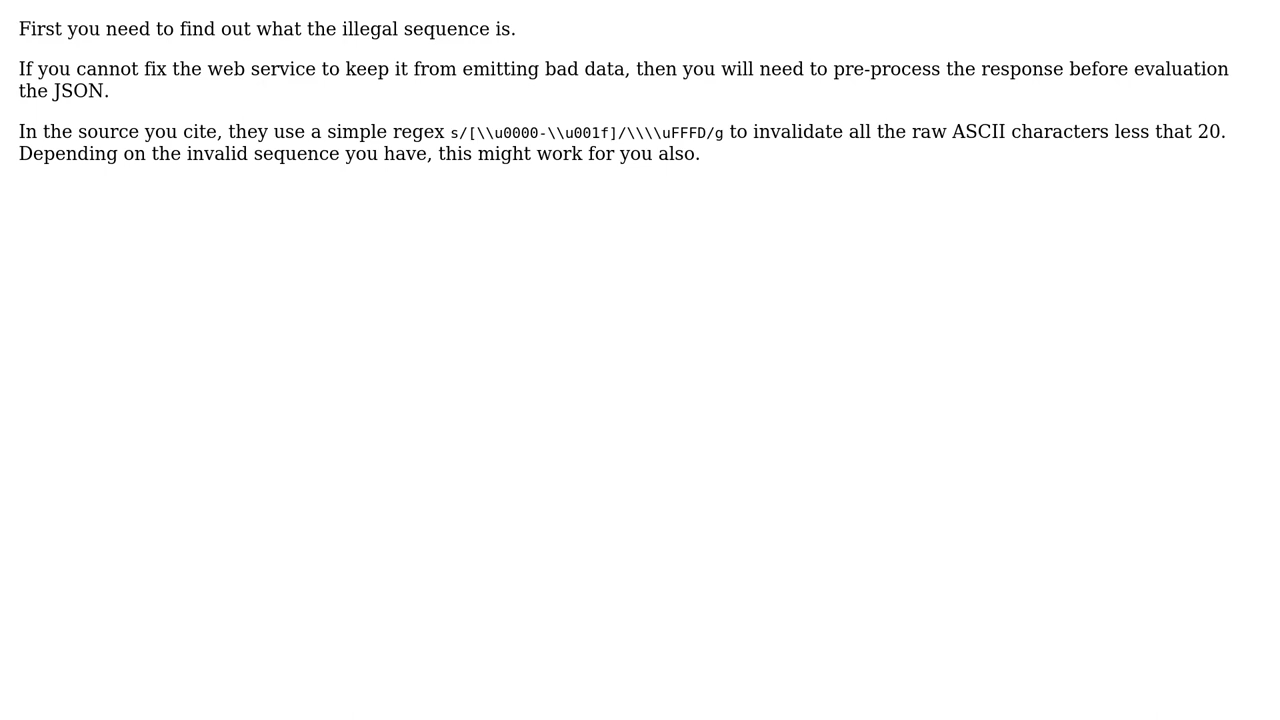 First you need to find out what the illegal sequence is.
If you cannot fix the web service to keep it from emitting bad data, then you will need to pre-process the response before evaluation
the JSON.
In the source you cite, they use a simple regex s/[\\u0000-\\u001f]/\\\\uFFFD/g to invalidate all the raw ASCII characters less that 20.
Depending on the invalid sequence you have, this might work for you also.